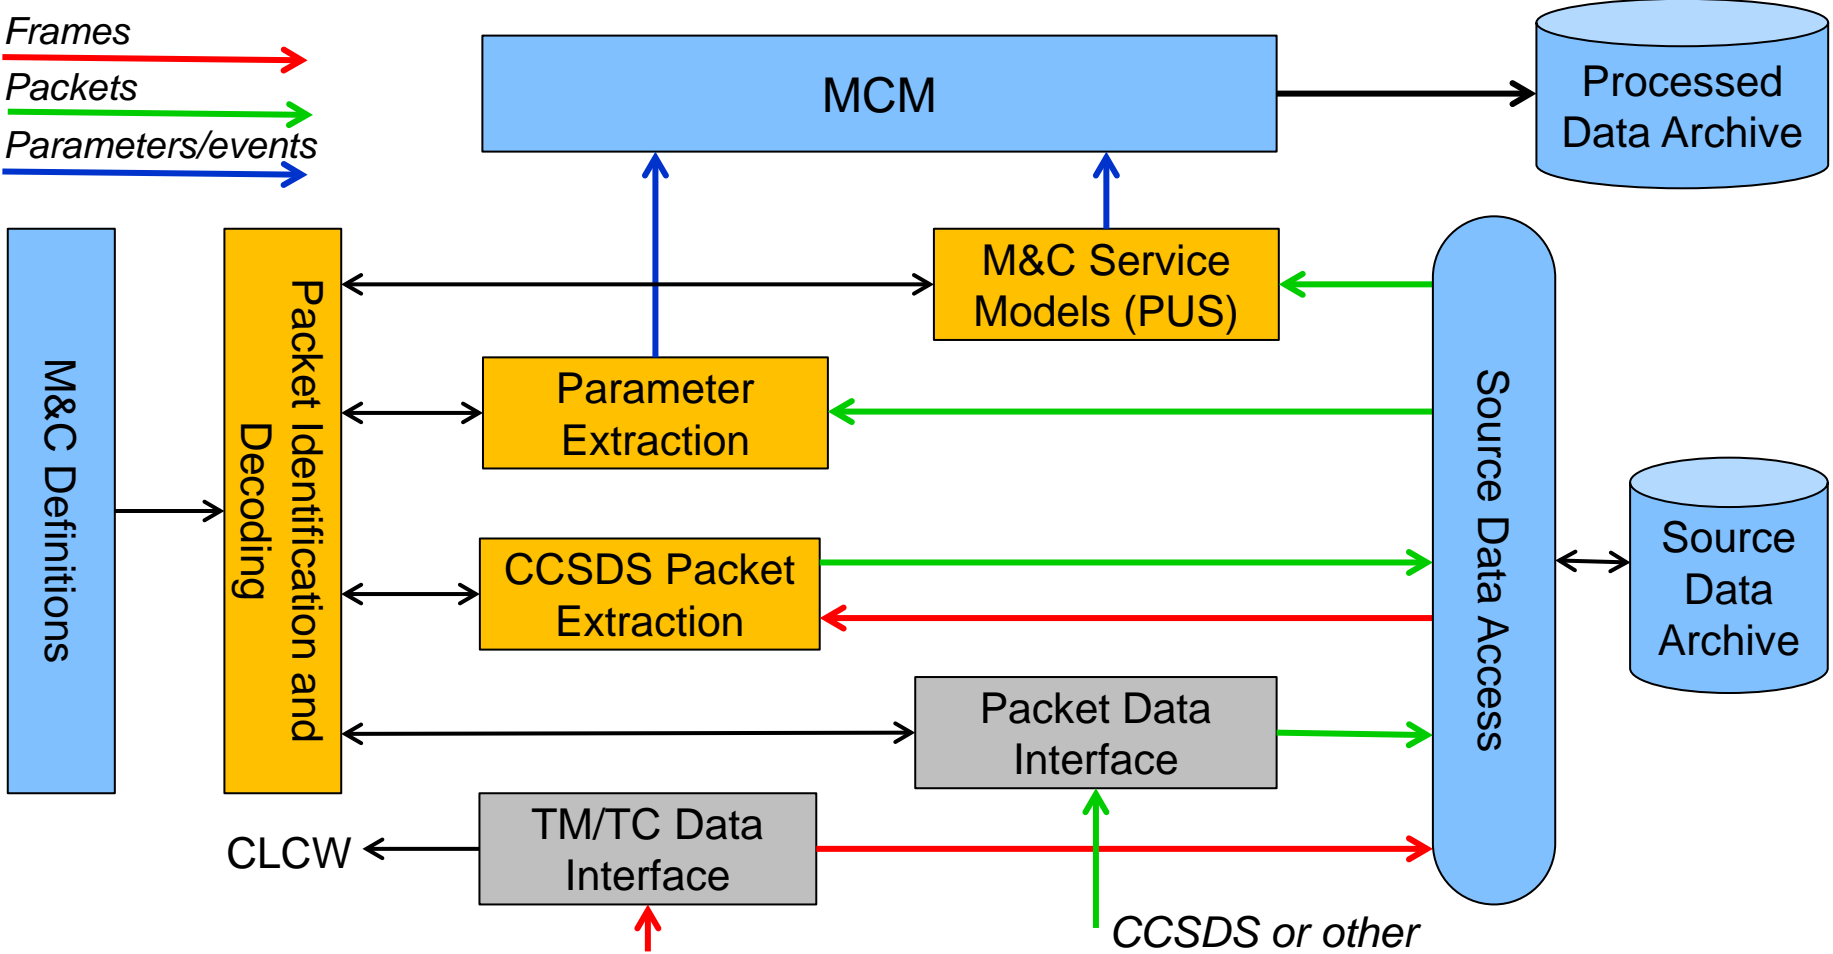 Frames
Packets
Parameters/events
MCM
Processed
Data Archive
M&C Definitions
Packet Identification and
Decoding
M&C Service
Models (PUS)
Parameter
Extraction
CCSDS Packet
Extraction
Packet Data
Interface
TM/TC Data
Interface
CLCW
CCSDS or other
Source Data Access
Source
Data
Archive